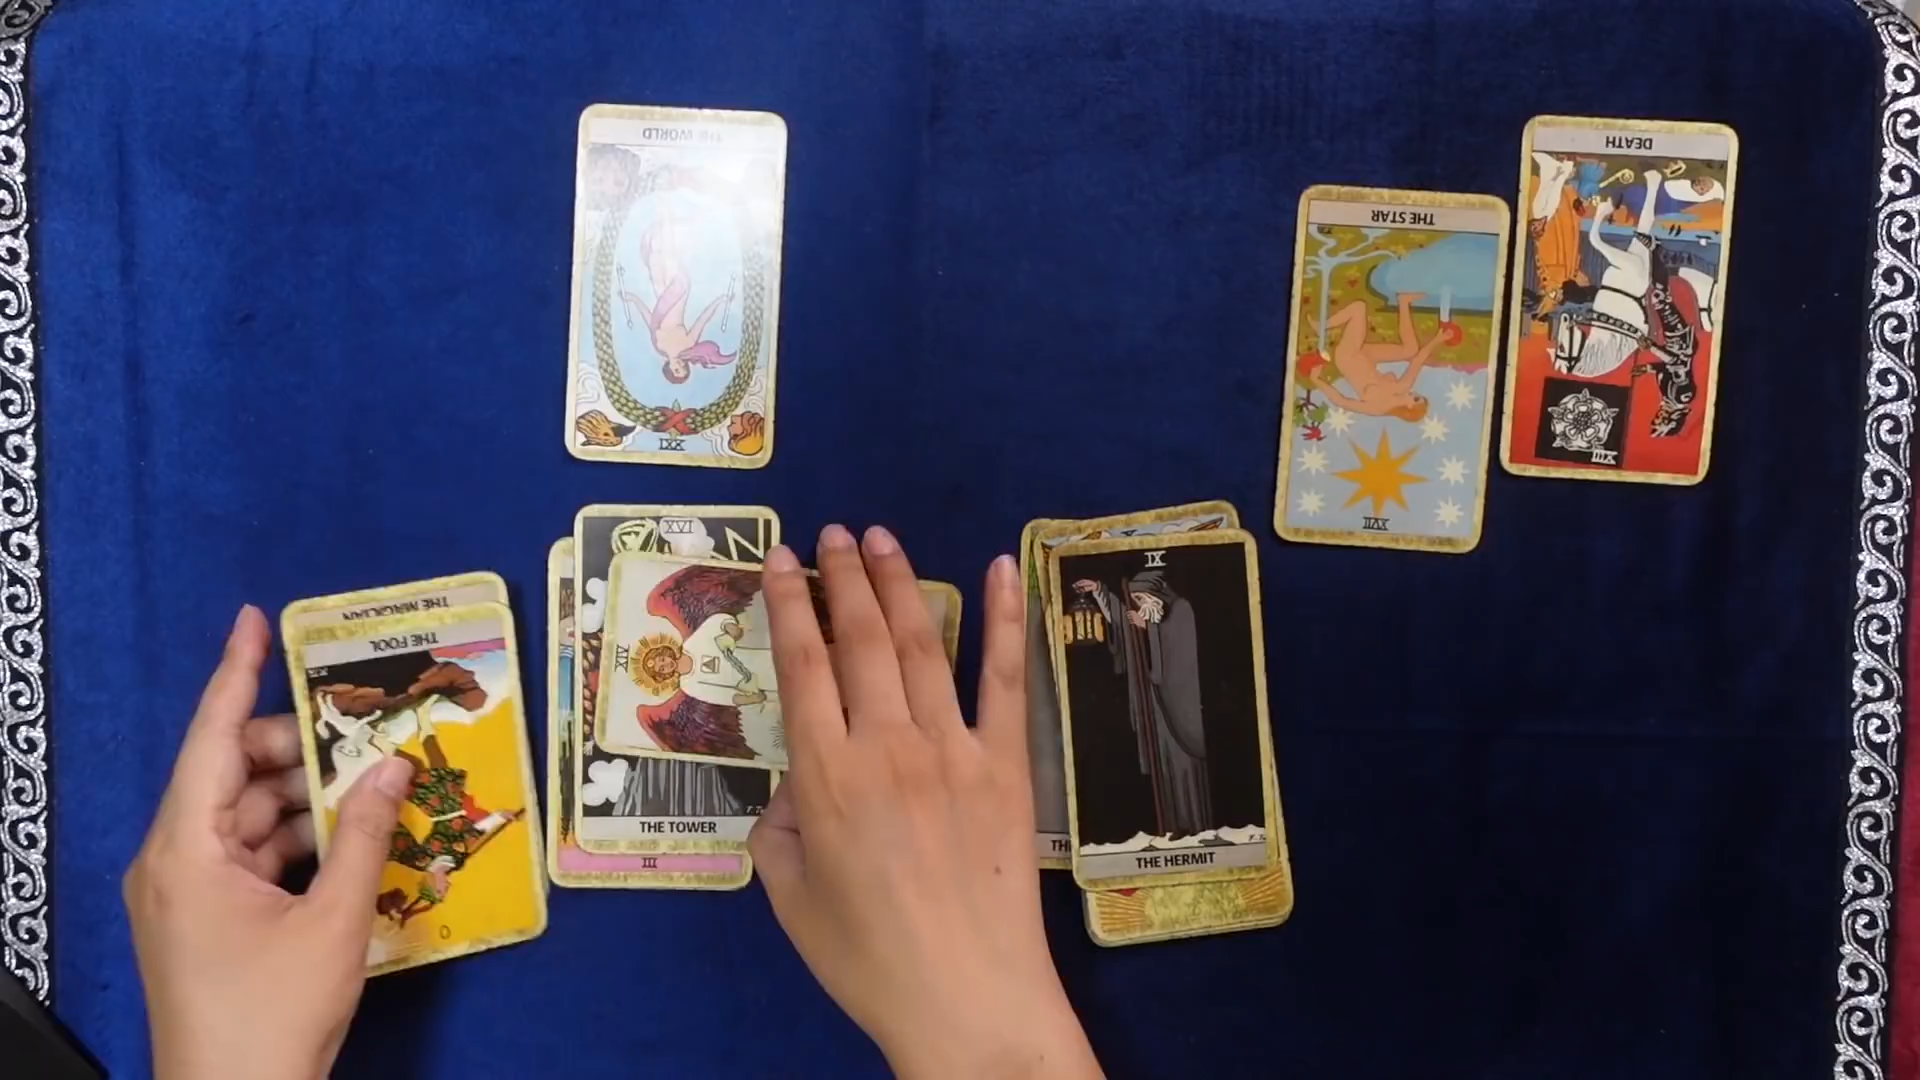 THE WORLD
XXI
DEATH
XIII
THE STAR
XVII
THE MAGICIAN
THE FOOL
0
XVI
XIV
THE TOWER
III
IX
THE HERMIT